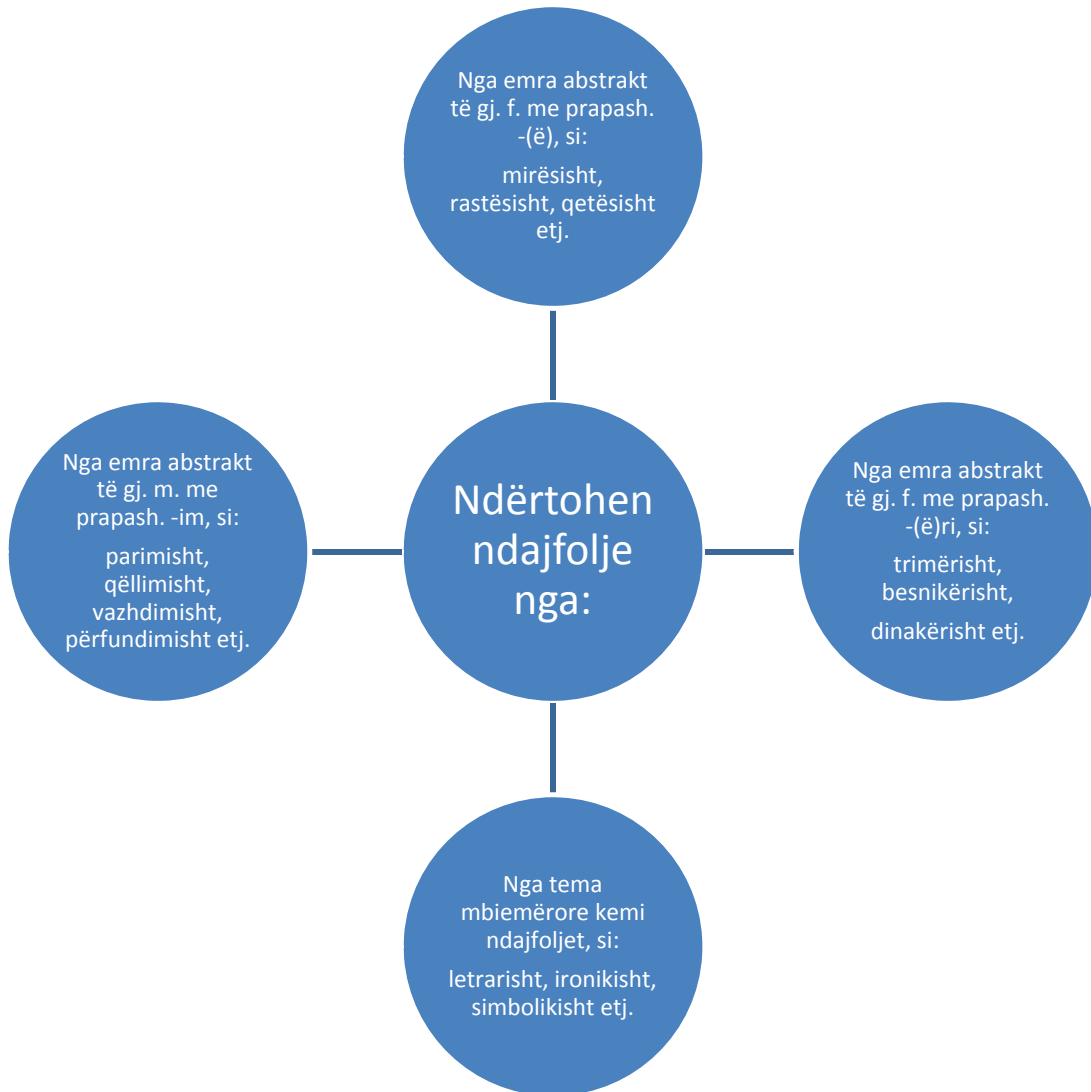 Nga emra abstrakt
të gj. f. me prapash.
-(ë), si:
mirësisht,
rastësisht, qetësisht
etj.
Nga emra abstrakt
të gj. m. me
prapash. -im, si:
parimisht,
qëllimisht,
vazhdimisht,
përfundimisht etj.
Ndërtohen
ndajfolje
nga:
Nga emra abstrakt
të gj. f. me prapash.
-(ë)ri, si:
trimërisht,
besnikërisht,
dinakërisht etj.
Nga tema
mbiemërore kemi
ndajfoljet, si:
letrarisht, ironikisht,
simbolikisht etj.